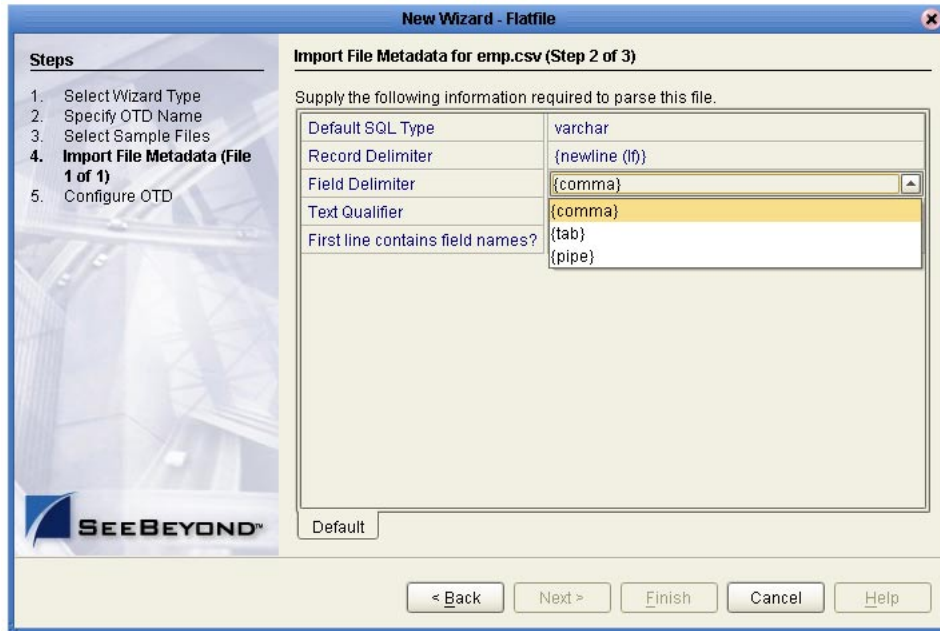 New Wizard - Flatfile
Steps
1. Select Wizard Type
2. Specify OTD Name
3. Select Sample Files
4. Import File Metadata (File
1 of 1)
5. Configure OTD
SEEBEYOND™
Import File Metadata for emp.csv (Step 2 of 3)
Supply the following information required to parse this file.
Default SQL Type varchar
Record Delimiter {newline (lf)}
Field Delimiter {comma}
Text Qualifier {comma}
First line contains field names? {tab}
{pipe}
Default
< Back Next > Finish Cancel Help